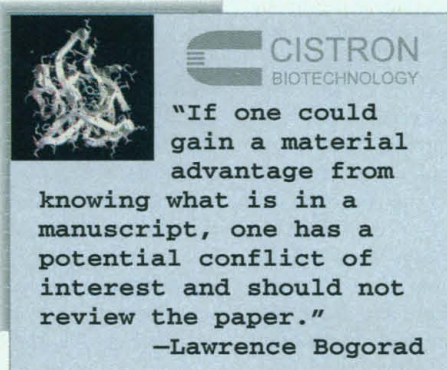 CISTRON
BIOTECHNOLOGY
"If one could
gain a material
advantage from
knowing what is in a
manuscript, one has a
potential conflict of
interest and should not
review the paper."
—Lawrence Bogorad